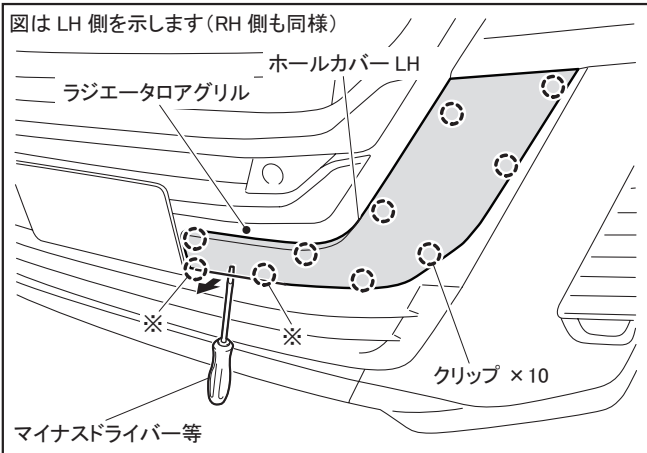 図は LH 側を示します(RH 側も同様)
ホールカバー LH
ラジエータロアグリル
※
※
クリップ ×10
マイナスドライバー等